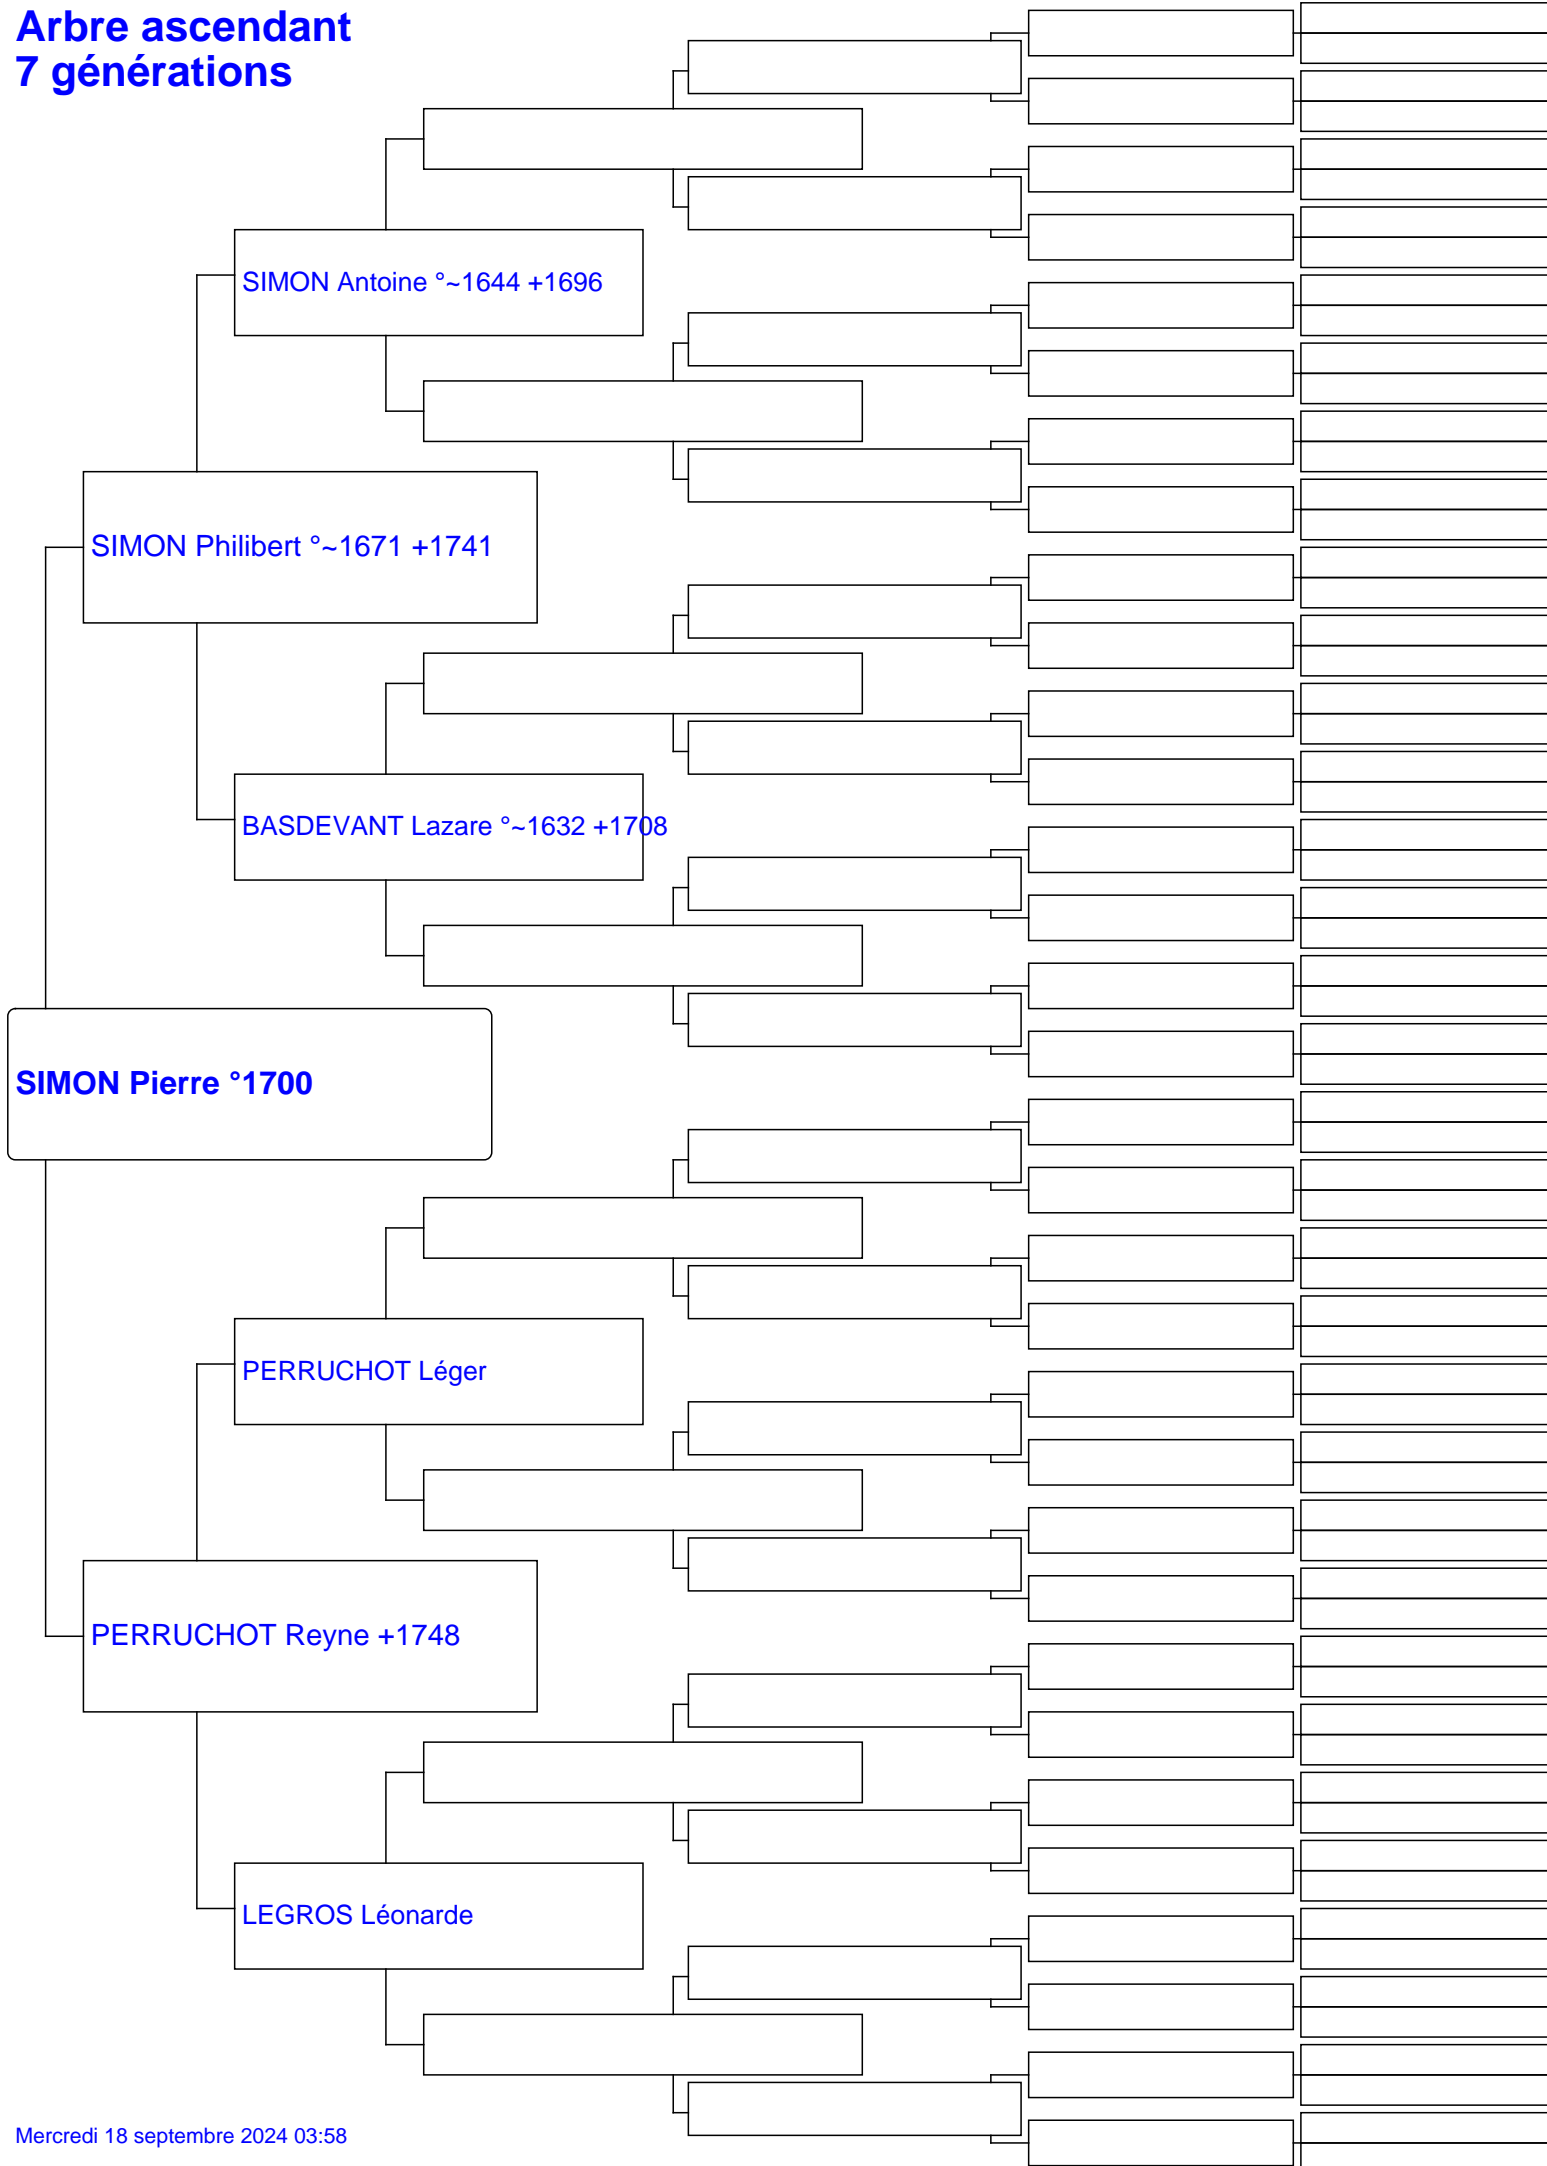 Arbre ascendant
7 générations
SIMON Antoine °~1644 +1696
SIMON Philibert °~1671 +1741
BASDEVANT Lazare °~1632 +1708
SIMON Pierre °1700
PERRUCHOT Léger
PERRUCHOT Reyne +1748
LEGROS Léonarde
Mercredi 18 septembre 2024 03:58